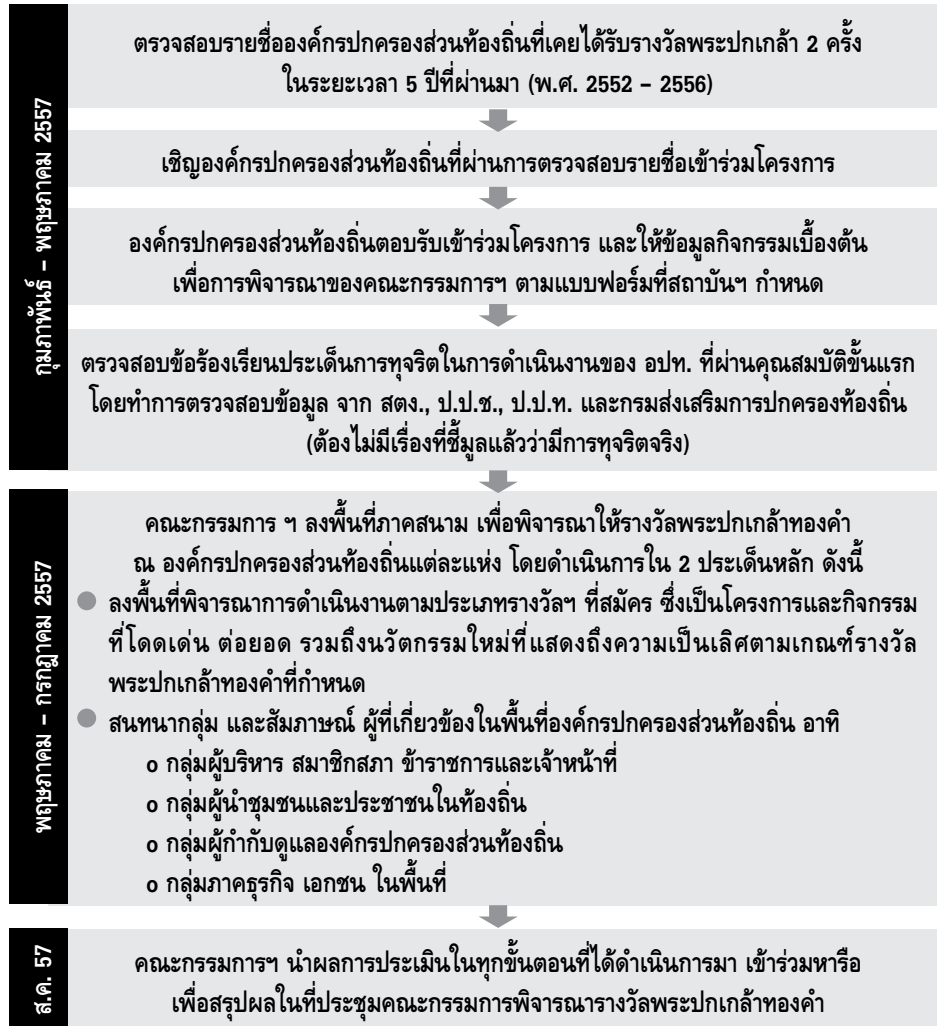 กุมภาพันธ์ – พฤษภาคม 2557
ตรวจสอบรายชื่อองค์กรปกครองส่วนท้องถิ่นที่เคยได้รับรางวัลพระปกเกล้า 2 ครั้ง
ในระยะเวลา 5 ปีที่ผ่านมา (พ.ศ. 2552 – 2556)
เชิญองค์กรปกครองส่วนท้องถิ่นที่ผ่านการตรวจสอบรายชื่อเข้าร่วมโครงการ
องค์กรปกครองส่วนท้องถิ่นตอบรับเข้าร่วมโครงการ และให้ข้อมูลกิจกรรมเบื้องต้น
เพื่อการพิจารณาของคณะกรรมการฯ ตามแบบฟอร์มที่สถาบันฯ กำหนด
ตรวจสอบข้อร้องเรียนประเด็นการทุจริตในการดำเนินงานของ อปท. ที่ผ่านคุณสมบัติขั้นแรก
โดยทำการตรวจสอบข้อมูล จาก สตง., ป.ป.ช., ป.ป.ท. และกรมส่งเสริมการปกครองท้องถิ่น
(ต้องไม่มีเรื่องที่ชี้มูลแล้วว่ามีการทุจริตจริง)
พฤษภาคม – กรกฎาคม 2557
คณะกรรมการ ฯ ลงพื้นที่ภาคสนาม เพื่อพิจารณาให้รางวัลพระปกเกล้าทองคำ
ณ องค์กรปกครองส่วนท้องถิ่นแต่ละแห่ง โดยดำเนินการใน 2 ประเด็นหลัก ดังนี้
● ลงพื้นที่พิจารณาการดำเนินงานตามประเภทรางวัลฯ ที่สมัคร ซึ่งเป็นโครงการและกิจกรรม
ที่โดดเด่น ต่อยอด รวมถึงนวัตกรรมใหม่ที่แสดงถึงความเป็นเลิศตามเกณฑ์รางวัล
พระปกเกล้าทองคำที่กำหนด
● สนทนากลุ่ม และสัมภาษณ์ ผู้ที่เกี่ยวข้องในพื้นที่องค์กรปกครองส่วนท้องถิ่น อาทิ
o กลุ่มผู้บริหาร สมาชิกสภา ข้าราชการและเจ้าหน้าที่
o กลุ่มผู้นำชุมชนและประชาชนในท้องถิ่น
o กลุ่มผู้กำกับดูแลองค์กรปกครองส่วนท้องถิ่น
o กลุ่มภาคธุรกิจ เอกชน ในพื้นที่
ส.ค. 57
คณะกรรมการฯ นำผลการประเมินในทุกขั้นตอนที่ได้ดำเนินการมา เข้าร่วมหารือ
เพื่อสรุปผลในที่ประชุมคณะกรรมการพิจารณารางวัลพระปกเกล้าทองคำ